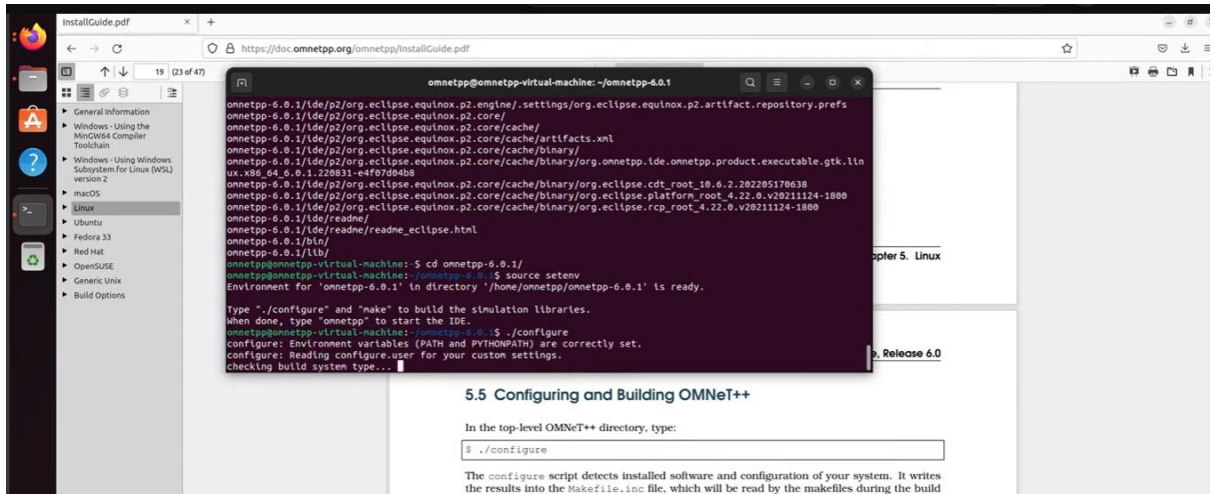 InstallGuide.pdf
https://doc.omnetpp.org/omnetpp/InstallGuide.pdf
19 (23 of 47)
General Information
Windows - Using the
MinGW64 Compiler
Toolchain
Windows - Using Windows
Subsystem for Linux (WSL)
version 2
macOS
Linux
Ubuntu
Fedora 33
Red Hat
OpenSUSE
Generic Unix
Build Options
omnetpp@omnetpp-virtual-machine: ~/omnetpp-6.0.1
omnetpp-6.0.1/ide/p2/org.eclipse.equinox.p2.engine/.settings/org.eclipse.equinox.p2.artifact.repository.prefs
omnetpp-6.0.1/ide/p2/org.eclipse.equinox.p2.core/
omnetpp-6.0.1/ide/p2/org.eclipse.equinox.p2.core/cache/
omnetpp-6.0.1/ide/p2/org.eclipse.equinox.p2.core/cache/artifacts.xml
omnetpp-6.0.1/ide/p2/org.eclipse.equinox.p2.core/cache/binary/
omnetpp-6.0.1/ide/p2/org.eclipse.equinox.p2.core/cache/binary/org.omnetpp.ide.omnetpp.product.executable.gtk.lin
ux.x86_64_6.0.1.220831-e4f07d04b8
omnetpp-6.0.1/ide/p2/org.eclipse.equinox.p2.core/cache/binary/org.eclipse.cdt_root_10.6.2.202205170638
omnetpp-6.0.1/ide/p2/org.eclipse.equinox.p2.core/cache/binary/org.eclipse.platform_root_4.22.0.v20211124-1800
omnetpp-6.0.1/ide/p2/org.eclipse.equinox.p2.core/cache/binary/org.eclipse.rcp_root_4.22.0.v20211124-1800
omnetpp-6.0.1/ide/readme/
omnetpp-6.0.1/ide/readme/readme_eclipse.html
omnetpp-6.0.1/bin/
omnetpp-6.0.1/lib/
omnetpp@omnetpp-virtual-machine:~$ cd omnetpp-6.0.1/
omnetpp@omnetpp-virtual-machine:~/omnetpp-6.0.1$ source setenv
Environment for 'omnetpp-6.0.1' in directory '/home/omnetpp/omnetpp-6.0.1' is ready.
Type "./configure" and "make" to build the simulation libraries.
When done, type "omnetpp" to start the IDE.
omnetpp@omnetpp-virtual-machine:~/omnetpp-6.0.1$ ./configure
configure: Environment variables (PATH and PYTHONPATH) are correctly set.
configure: Reading configure.user for your custom settings.
checking build system type...
apter 5. Linux
e, Release 6.0
5.5 Configuring and Building OMNeT++
In the top-level OMNeT++ directory, type:
$ ./configure
The configure script detects installed software and configuration of your system. It writes
the results into the Makefile.inc file, which will be read by the makefiles during the build